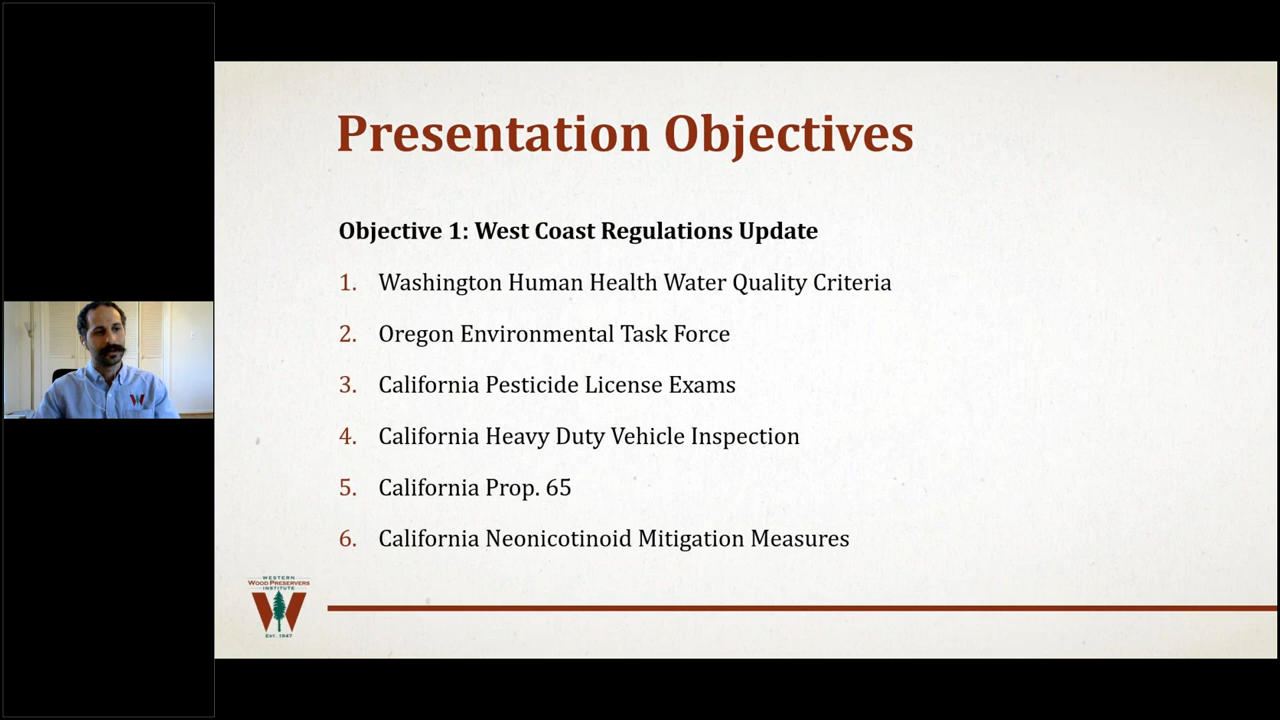 Presentation Objectives
Objective 1: West Coast Regulations Update
1. Washington Human Health Water Quality Criteria
2. Oregon Environmental Task Force
3. California Pesticide License Exams
4. California Heavy Duty Vehicle Inspection
5. California Prop. 65
6. California Neonicotinoid Mitigation Measures
WESTERN
WOOD PRESERVERS
INSTITUTE
W
EST. 1947
W